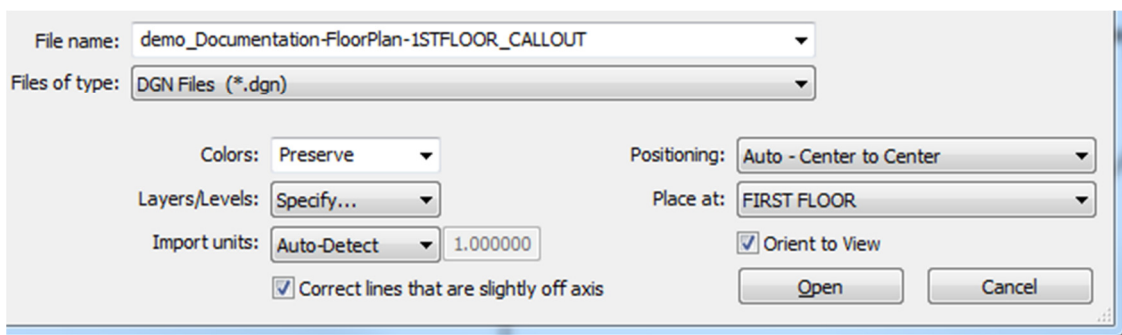 File name: demo_Documentation-FloorPlan-1STFLOOR_CALLOUT
Files of type: DGN Files (*.dgn)
Colors: Preserve Positioning: Auto - Center to Center
Layers/Levels: Specify... Place at: FIRST FLOOR
Import units: Auto-Detect 1.000000 Orient to View
Correct lines that are slightly off axis Open Cancel